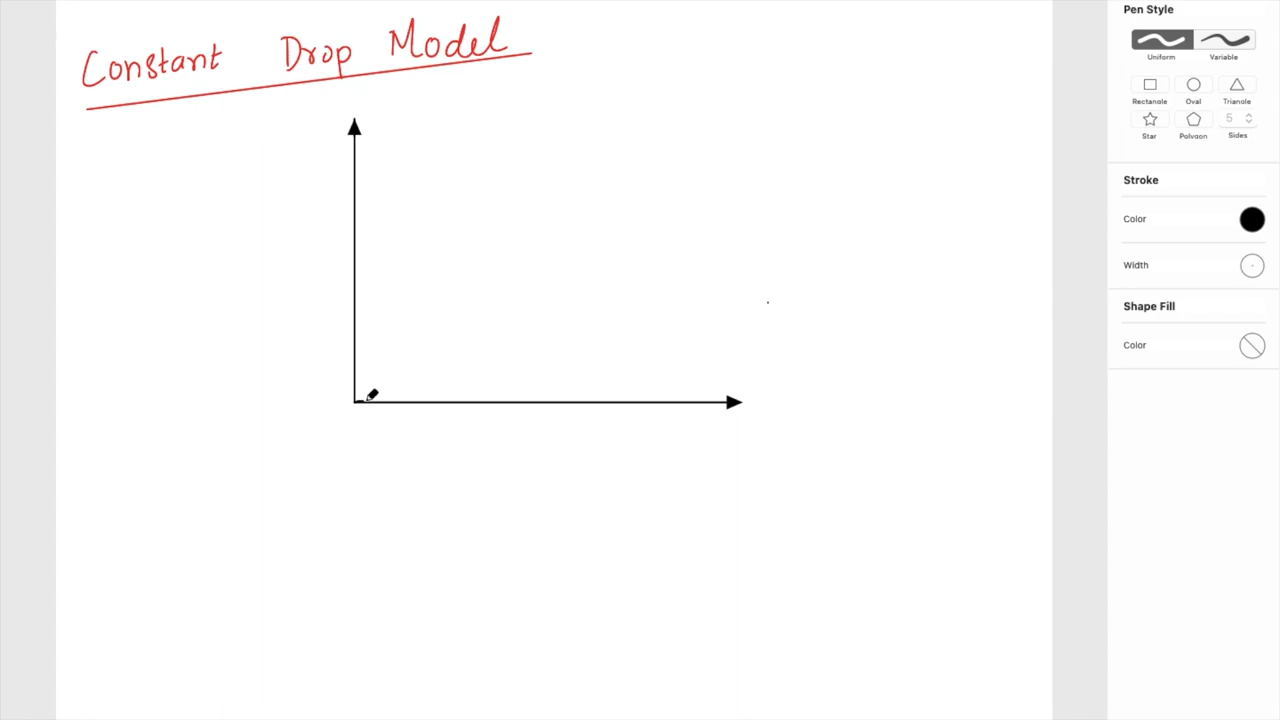 Constant Drop Model
Pen Style
Uniform Variable
Rectangle Oval Triangle
5
Star Polygon Sides
Stroke
Color
Width
Shape Fill
Color